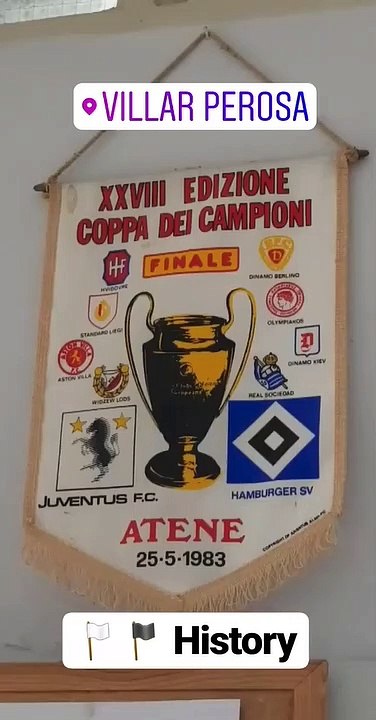 VILLAR PEROSA
XXVIII EDIZIONE
COPPA DEI CAMPIONI
FINALE
HVIDOVRE
DINAMO BERLINO
STANDARD LIEGI
OLYMPIAKOS
DINAMO KIEV
ASTON VILLA
WIDZEW LODS
REAL SOCIEDAD
JUVENTUS F.C.
HAMBURGER SV
ATENE
25-5-1983
History